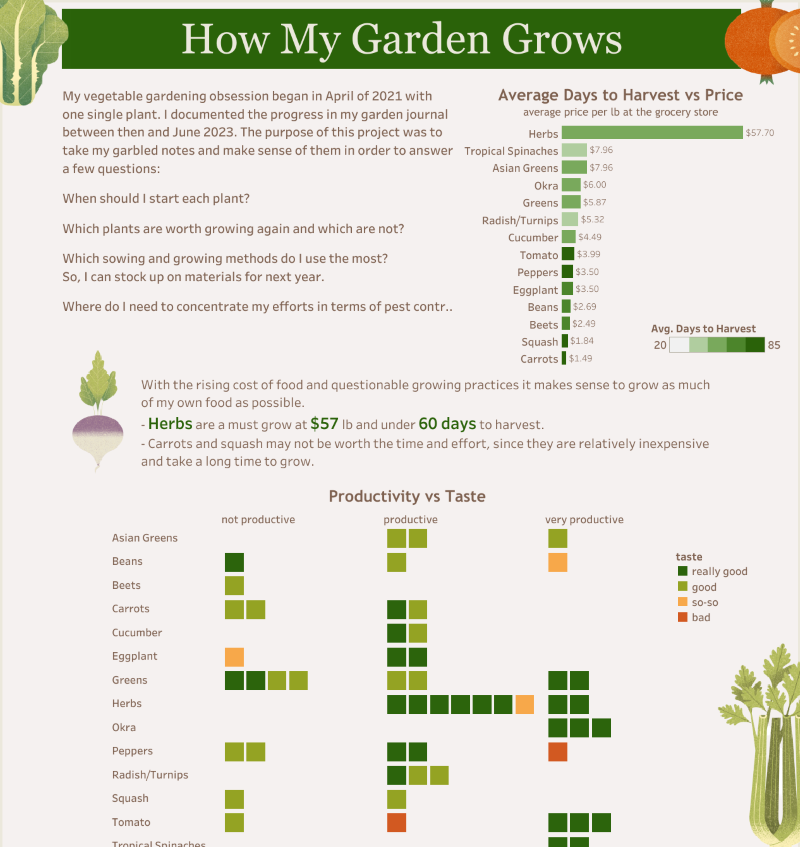 How My Garden Grows
My vegetable gardening obsession began in April of 2021 with
one single plant. I documented the progress in my garden journal
between then and June 2023. The purpose of this project was to
take my garbled notes and make sense of them in order to answer
a few questions:
When should I start each plant?
Which plants are worth growing again and which are not?
Which sowing and growing methods do I use the most?
So, I can stock up on materials for next year.
Where do I need to concentrate my efforts in terms of pest contr..
Average Days to Harvest vs Price
average price per lb at the grocery store
Herbs $57.70
Tropical Spinaches $7.96
Asian Greens $7.96
Okra $6.00
Greens $5.87
Radish/Turnips $5.32
Cucumber $4.49
Tomato $3.99
Peppers $3.50
Eggplant $3.50
Beans $2.69
Beets $2.49
Squash $1.84
Carrots $1.49
Avg. Days to Harvest
20 85
With the rising cost of food and questionable growing practices it makes sense to grow as much
of my own food as possible.
- Herbs are a must grow at $57 lb and under 60 days to harvest.
- Carrots and squash may not be worth the time and effort, since they are relatively inexpensive
and take a long time to grow.
Productivity vs Taste
not productive productive very productive
Asian Greens
Beans
Beets
Carrots
Cucumber
Eggplant
Greens
Herbs
Okra
Peppers
Radish/Turnips
Squash
Tomato
Tropical Spinaches
taste
really good
good
so-so
bad